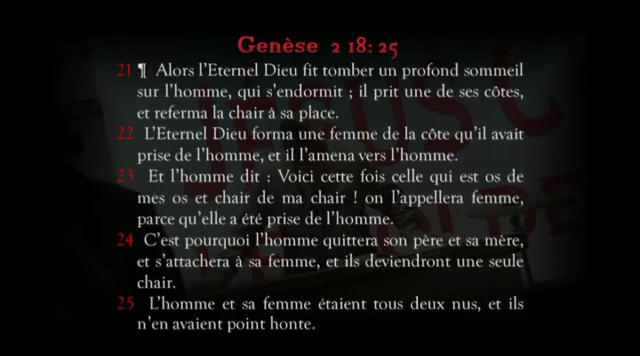 Genèse 2 18: 25
21 ¶ Alors l'Eternel Dieu fit tomber un profond sommeil
sur l'homme, qui s'endormit ; il prit une de ses côtes,
et referma la chair à sa place.
22 L'Eternel Dieu forma une femme de la côte qu'il avait
prise de l'homme, et il l'amena vers l'homme.
23 Et l'homme dit : Voici cette fois celle qui est os de
mes os et chair de ma chair ! on l'appellera femme,
parce qu'elle a été prise de l'homme.
24 C'est pourquoi l'homme quittera son père et sa mère,
et s'attachera à sa femme, et ils deviendront une seule
chair.
25 L'homme et sa femme étaient tous deux nus, et ils
n'en avaient point honte.